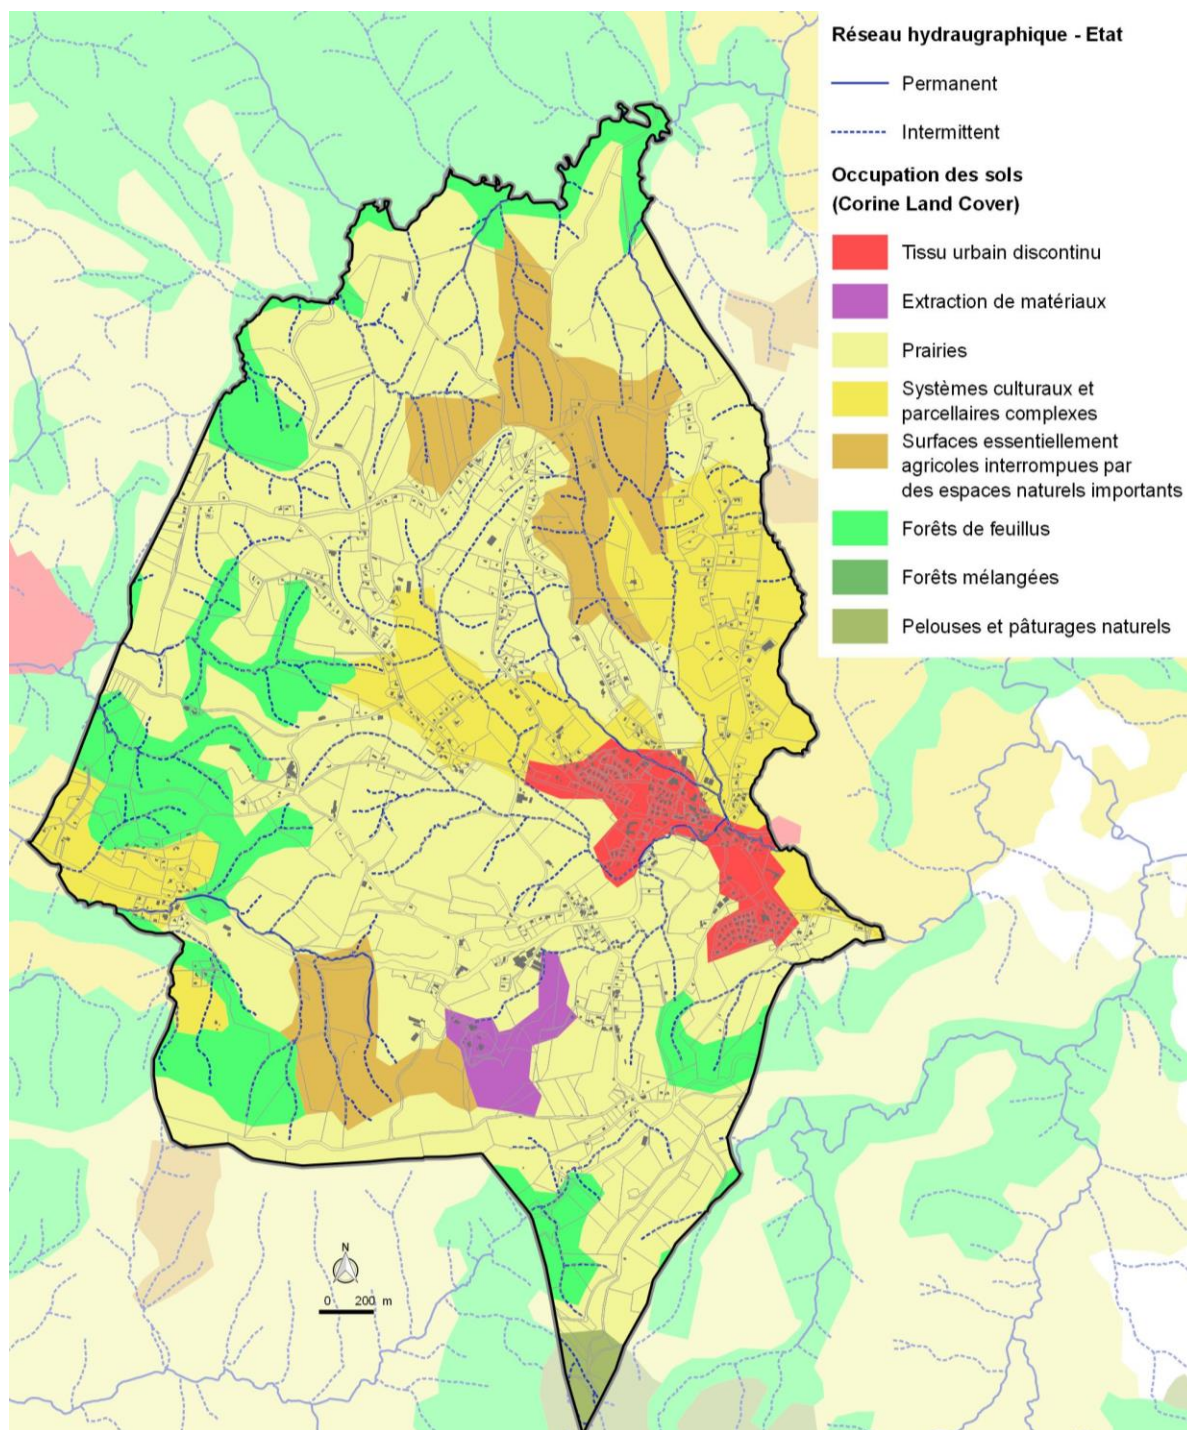 Réseau hydraugraphique - Etat
Permanent
Intermittent
Occupation des sols
(Corine Land Cover)
Tissu urbain discontinu
Extraction de matériaux
Prairies
Systèmes culturaux et
parcellaires complexes
Surfaces essentiellement
agricoles interrompues par
des espaces naturels importants
Forêts de feuillus
Forêts mélangées
Pelouses et pâturages naturels
N
0 200 m